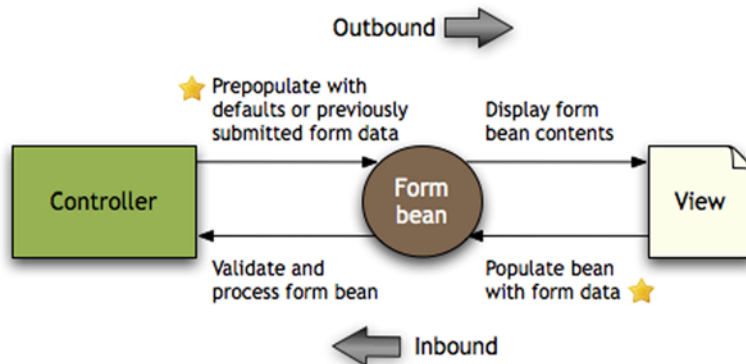 Outbound
Prepopulate with
defaults or previously
submitted form data
Display form
bean contents
Controller
Form
bean
View
Validate and
process form bean
Populate bean
with form data
Inbound